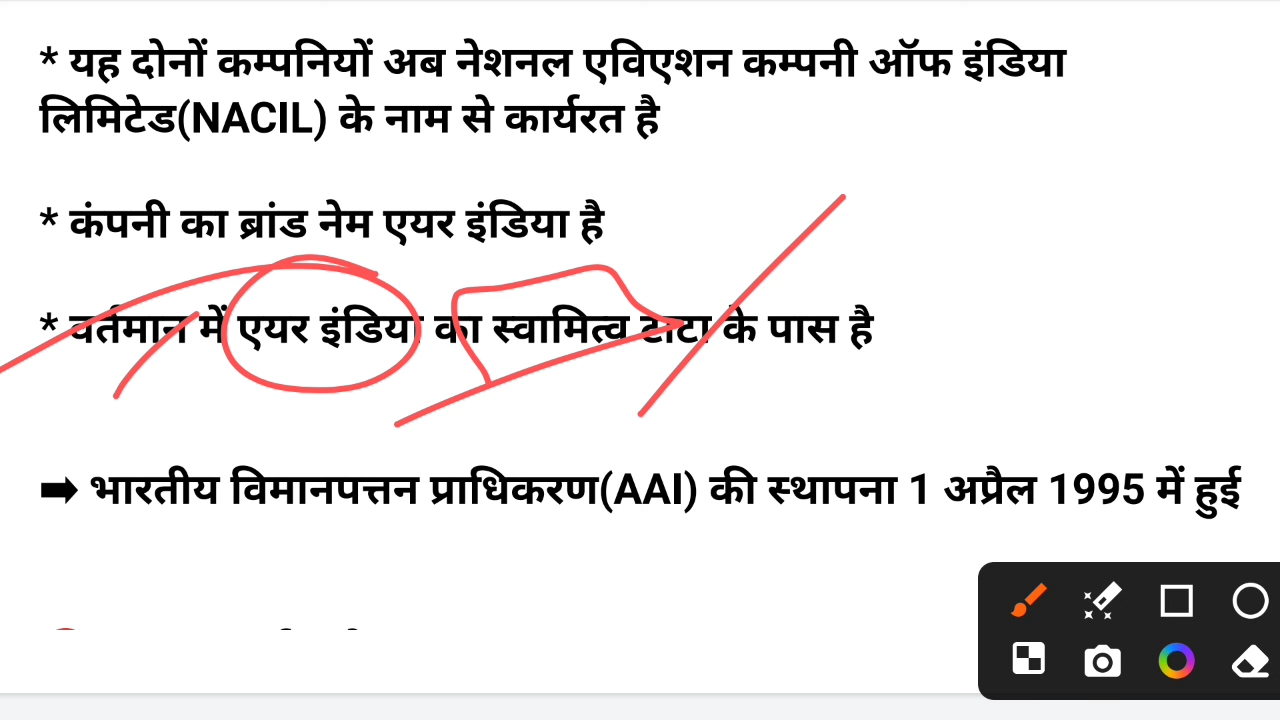 * यह दोनों कम्पनियों अब नेशनल एविएशन कम्पनी ऑफ इंडिया
लिमिटेड(NACIL) के नाम से कार्यरत है
* कंपनी का ब्रांड नेम एयर इंडिया है
* वर्तमान में एयर इंडिया का स्वामित्व टाटा के पास है
➡ भारतीय विमानपत्तन प्राधिकरण(AAI) की स्थापना 1 अप्रैल 1995 में हुई